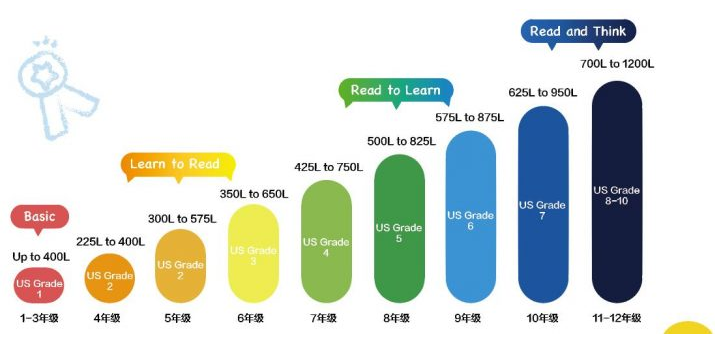 Read and Think
700L to 1200L
Read to Learn
625L to 950L
575L to 875L
500L to 825L
Learn to Read
425L to 750L
350L to 650L
Basic
300L to 575L
225L to 400L
Up to 400L
US Grade
1
US Grade
2
US Grade
2
US Grade
3
US Grade
4
US Grade
5
US Grade
6
US Grade
7
US Grade
8-10
1-3年级
4年级
5年级
6年级
7年级
8年级
9年级
10年级
11-12年级